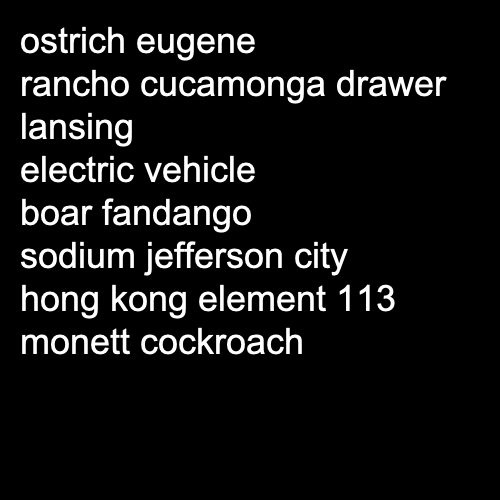 ostrich eugene
rancho cucamonga drawer
lansing
electric vehicle
boar fandango
sodium jefferson city
hong kong element 113
monett cockroach